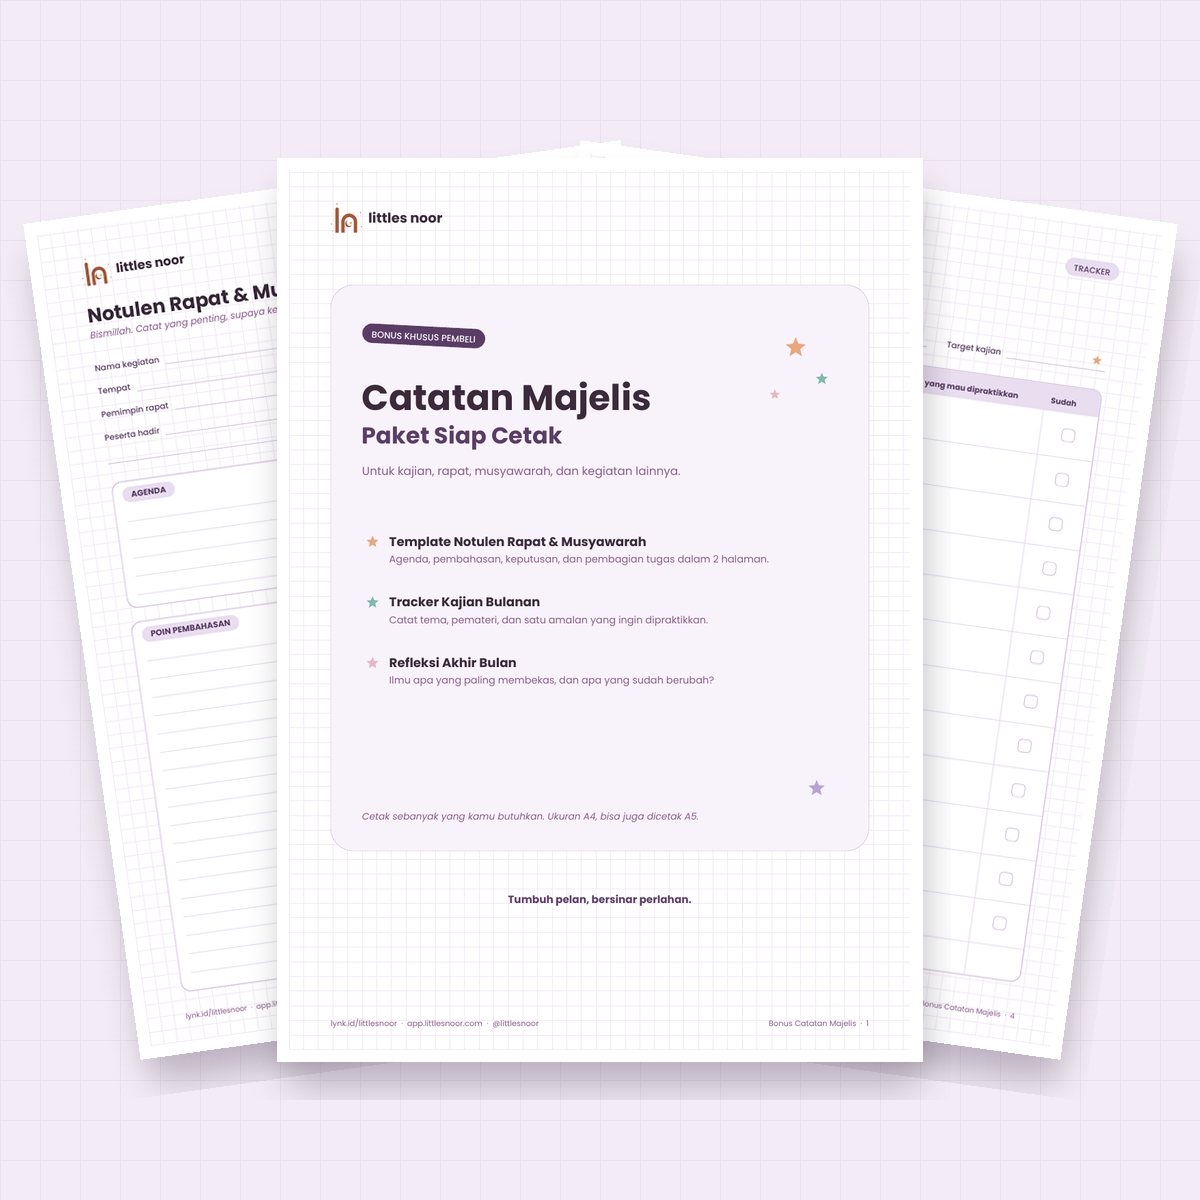 littles noor
Notulen Rapat & Mu
Bismillah. Catat yang penting, supaya ke
Nama kegiatan
Tempat
Pemimpin rapat
Peserta hadir
AGENDA
POIN PEMBAHASAN
lynk.id/littlesnoor · app.li
littles noor
BONUS KHUSUS PEMBELI
Catatan Majelis
Paket Siap Cetak
Untuk kajian, rapat, musyawarah, dan kegiatan lainnya.
Template Notulen Rapat & Musyawarah
Agenda, pembahasan, keputusan, dan pembagian tugas dalam 2 halaman.
Tracker Kajian Bulanan
Catat tema, pemateri, dan satu amalan yang ingin dipraktikkan.
Refleksi Akhir Bulan
Ilmu apa yang paling membekas, dan apa yang sudah berubah?
Cetak sebanyak yang kamu butuhkan. Ukuran A4, bisa juga dicetak A5.
Tumbuh pelan, bersinar perlahan.
lynk.id/littlesnoor · app.littlesnoor.com · @littlesnoor
Bonus Catatan Majelis · 1
TRACKER
Target kajian
yang mau dipraktikkan
Sudah
Bonus Catatan Majelis · 4